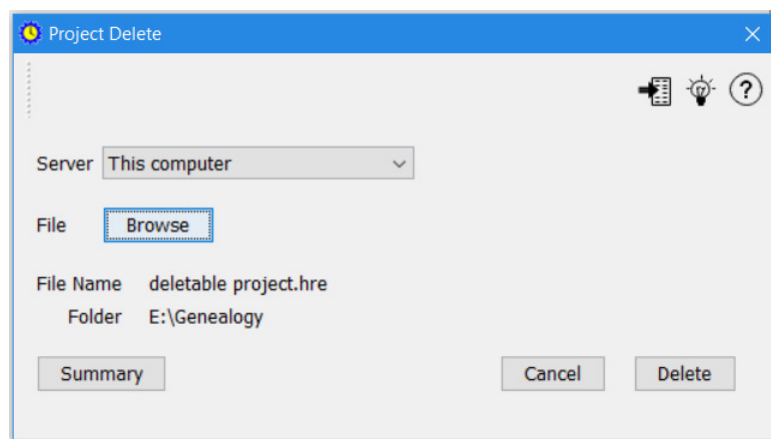 Project Delete
?
Server This computer
File Browse
File Name deletable project.hre
Folder E:\Genealogy
Summary Cancel Delete